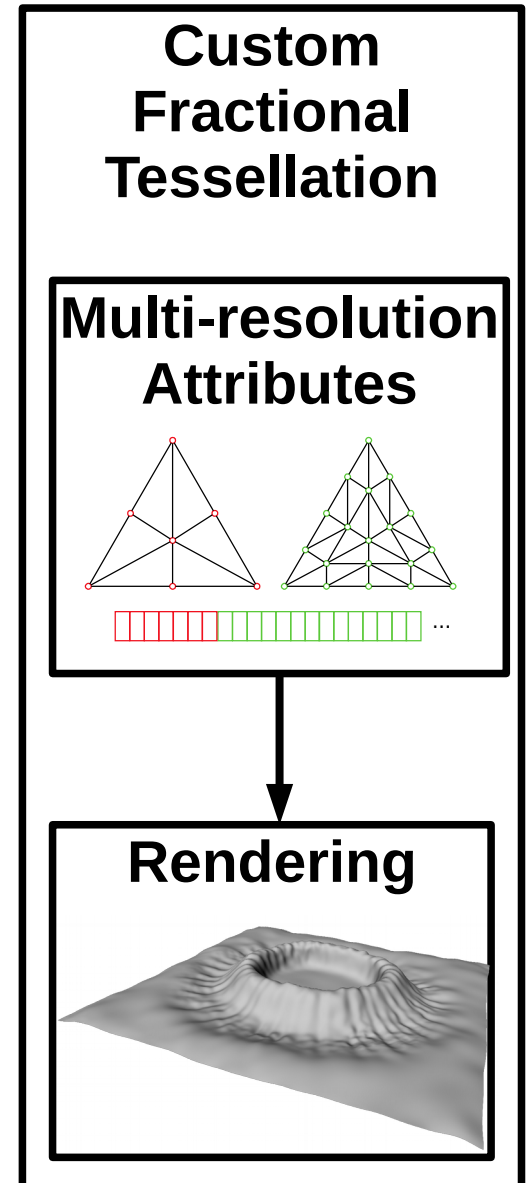 Custom
Fractional
Tessellation
Multi-resolution
Attributes
...
Rendering